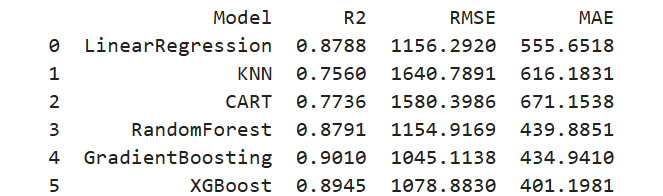 Model R2 RMSE MAE
0 LinearRegression 0.8788 1156.2920 555.6518
1 KNN 0.7560 1640.7891 616.1831
2 CART 0.7736 1580.3986 671.1538
3 RandomForest 0.8791 1154.9169 439.8851
4 GradientBoosting 0.9010 1045.1138 434.9410
5 XGBoost 0.8945 1078.8830 401.1981